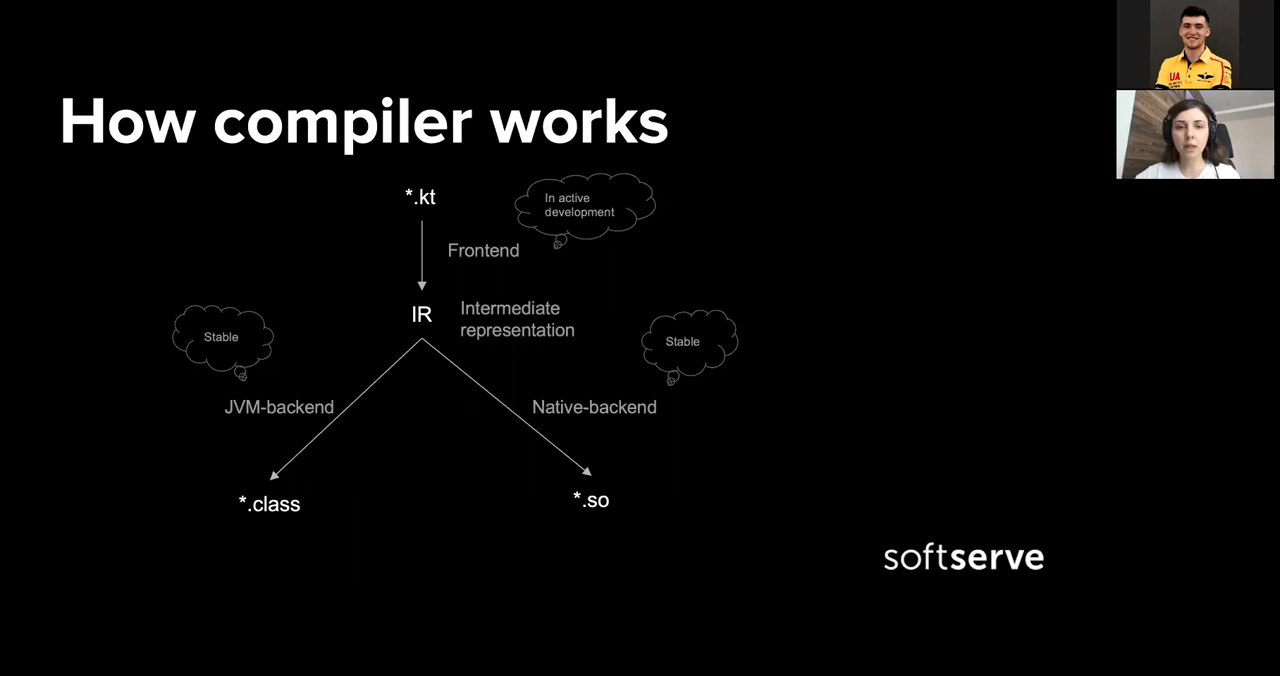 How compiler works
*.kt
In active
development
Frontend
IR
Intermediate
representation
Stable
Stable
JVM-backend
Native-backend
*.class
*.so
softserve
UA